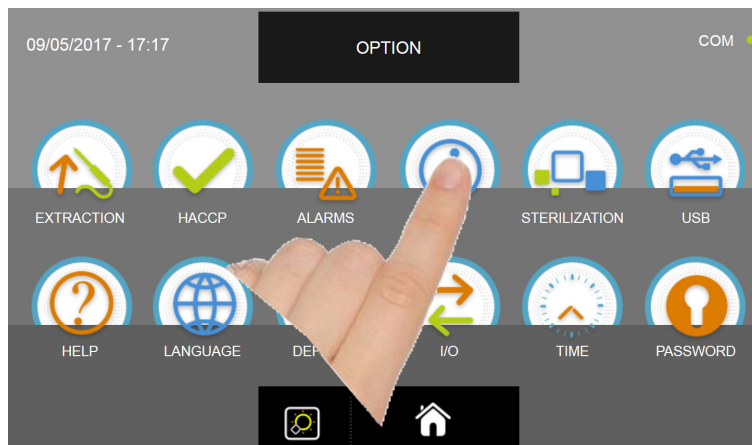 09/05/2017 - 17:17
OPTION
COM
EXTRACTION
HACCP
ALARMS
STERILIZATION
USB
HELP
LANGUAGE
I/O
TIME
PASSWORD